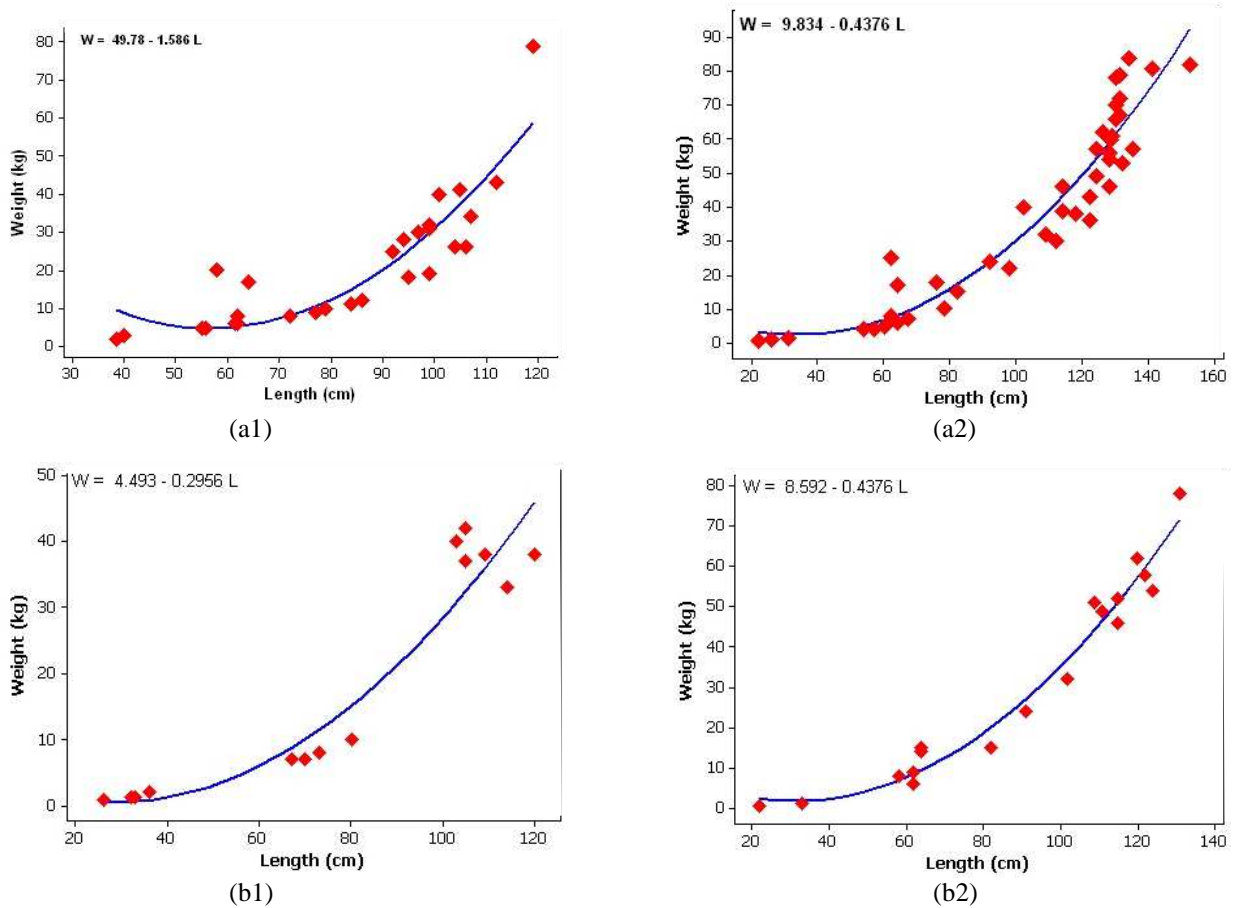 W = 49.78 - 1.586 L
80
70
60
50
40
30
20
10
0
Weight (kg)
30 40 50 60 70 80 90 100 110 120
Length (cm)
(a1)
W = 9.834 - 0.4376 L
90
80
70
60
50
40
30
20
10
0
Weight (kg)
20 40 60 80 100 120 140 160
Length (cm)
(a2)
W = 4.493 - 0.2956 L
50
40
30
20
10
0
Weight (kg)
20 40 60 80 100 120
Length (cm)
(b1)
W = 8.592 - 0.4376 L
80
70
60
50
40
30
20
10
0
Weight (kg)
20 40 60 80 100 120 140
Length (cm)
(b2)